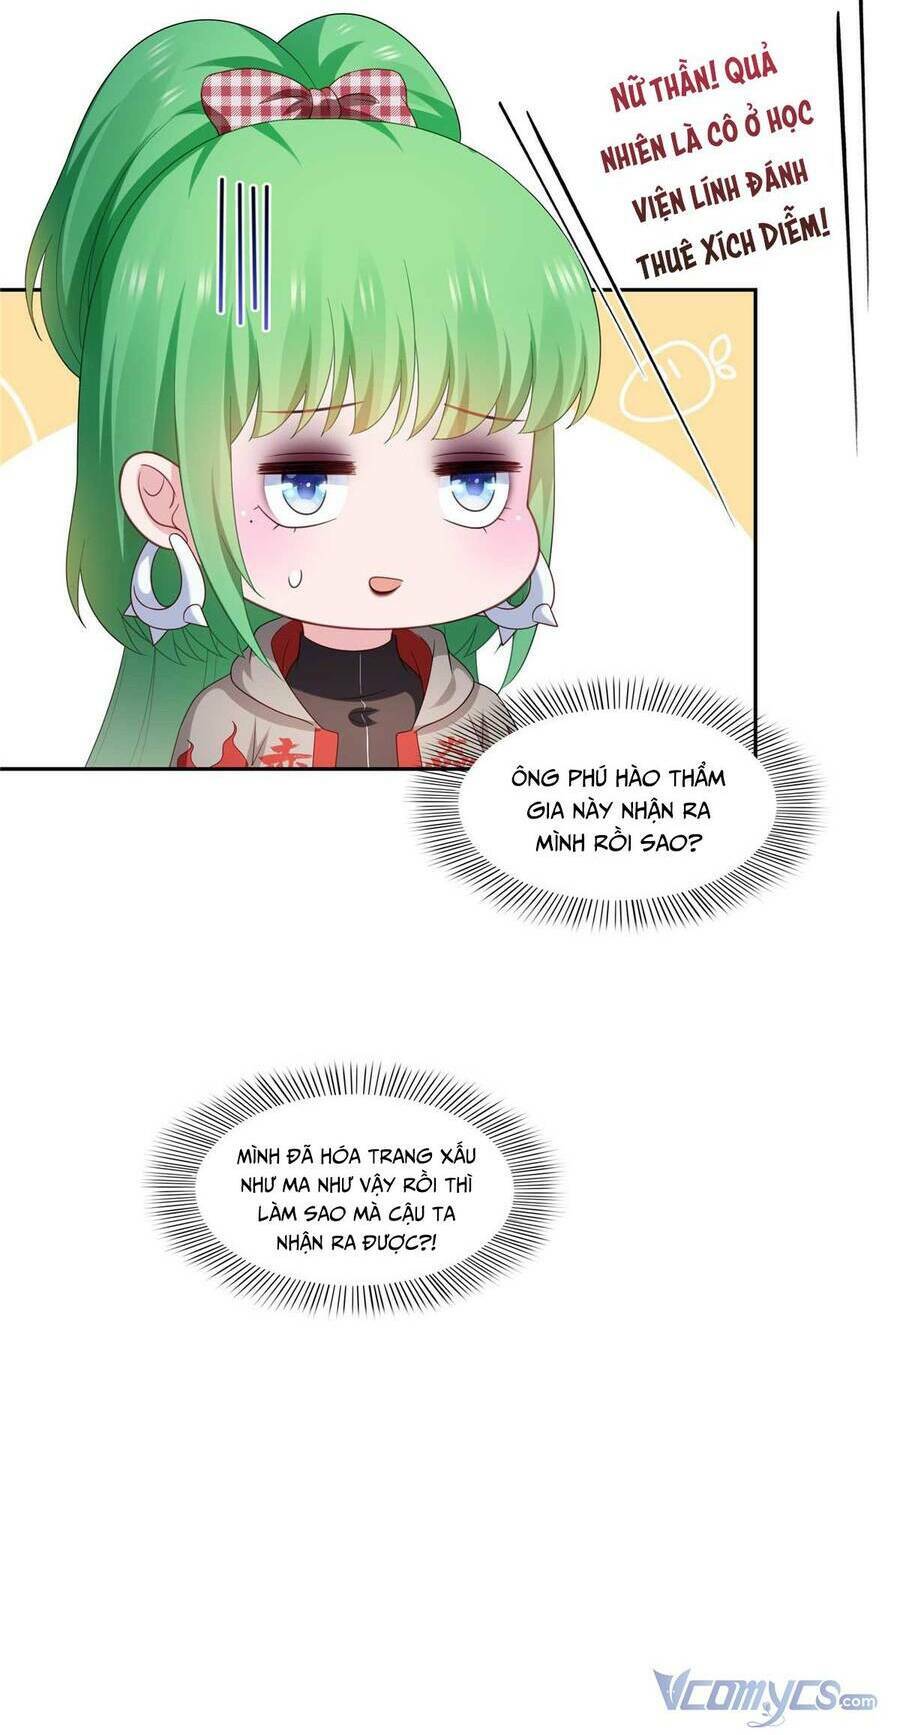 NỮ THẦN! QUẢ
NHIÊN LÀ CÔ Ở HỌC
VIỆN LÍNH ĐÁNH
THUÊ XÍCH DIỄM!
ÔNG PHÚ HÀO THẨM
GIA NÀY NHẬN RA
MÌNH RỒI SAO?
MÌNH ĐÃ HÓA TRANG XẤU
NHƯ MA NHƯ VẬY RỒI THÌ
LÀM SAO MÀ CẬU TA
NHẬN RA ĐƯỢC?!
VCOMYCS.com